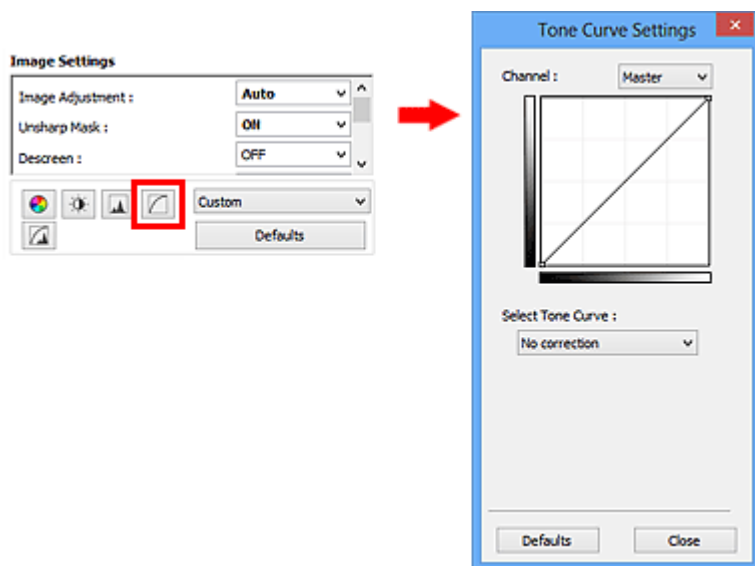 Image Settings
Image Adjustment : Auto
Unsharp Mask : ON
Descreen : OFF
Custom
Defaults
Tone Curve Settings
Channel : Master
Select Tone Curve :
No correction
Defaults Close